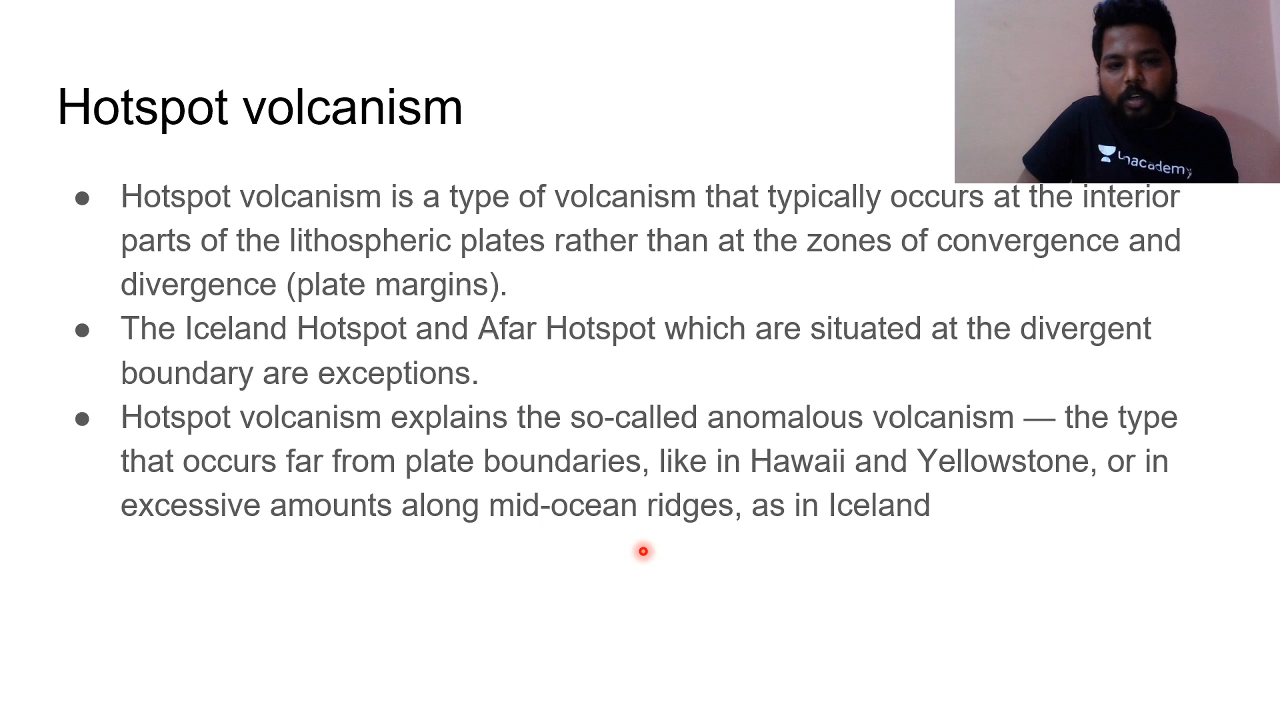 unacademy
Hotspot volcanism
● Hotspot volcanism is a type of volcanism that typically occurs at the interior
parts of the lithospheric plates rather than at the zones of convergence and
divergence (plate margins).
● The Iceland Hotspot and Afar Hotspot which are situated at the divergent
boundary are exceptions.
● Hotspot volcanism explains the so-called anomalous volcanism — the type
that occurs far from plate boundaries, like in Hawaii and Yellowstone, or in
excessive amounts along mid-ocean ridges, as in Iceland